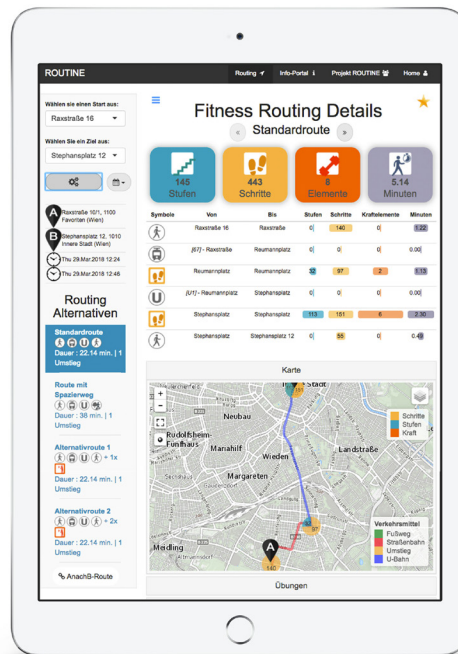 ROUTINE
Routing
Info-Portal
Projekt ROUTINE
Home
Wählen sie einen Start aus:
Raxstraße 16
Wählen Sie ein Ziel aus:
Stephansplatz 12
A
Raxstraße 10/1, 1100
Favoriten (Wien)
B
Stephansplatz 12, 1010
Innere Stadt (Wien)
Thu 29.Mar.2018 12:24
Thu 29.Mar.2018 12:46
Routing
Alternativen
Standardroute
Dauer : 22.14 min. | 1
Umstieg
Route mit
Spazierweg
Dauer : 38 min. | 1
Umstieg
Alternativroute 1
+ 1x
Dauer : 22.14 min. | 1
Umstieg
Alternativroute 2
+ 2x
Dauer : 22.14 min. | 1
Umstieg
AnachB-Route
Fitness Routing Details
« Standardroute »
145
Stufen
443
Schritte
8
Elemente
5.14
Minuten
Symbole Von Bis Stufen Schritte Kraftelemente Minuten
Raxstraße 16 Raxstraße 0 140 0 1.22
[67] - Raxstraße Reumannplatz 0 0 0 0.00
Reumannplatz Reumannplatz 32 97 2 1.13
U [U1] - Reumannplatz Stephansplatz 0 0 0 0.00
Stephansplatz Stephansplatz 113 151 6 2.30
Stephansplatz Stephansplatz 12 0 55 0 0.49
Karte
+
−
Stadt
151
Neubau
Rudolfsheim-
Fünfhaus
Mariahilf
Wieden
Landstraße
Margareten
Meidling
97
A
140
Schritte
Stufen
Kraft
Verkehrsmittel
Fußweg
Straßenbahn
Umstieg
U-Bahn
Übungen